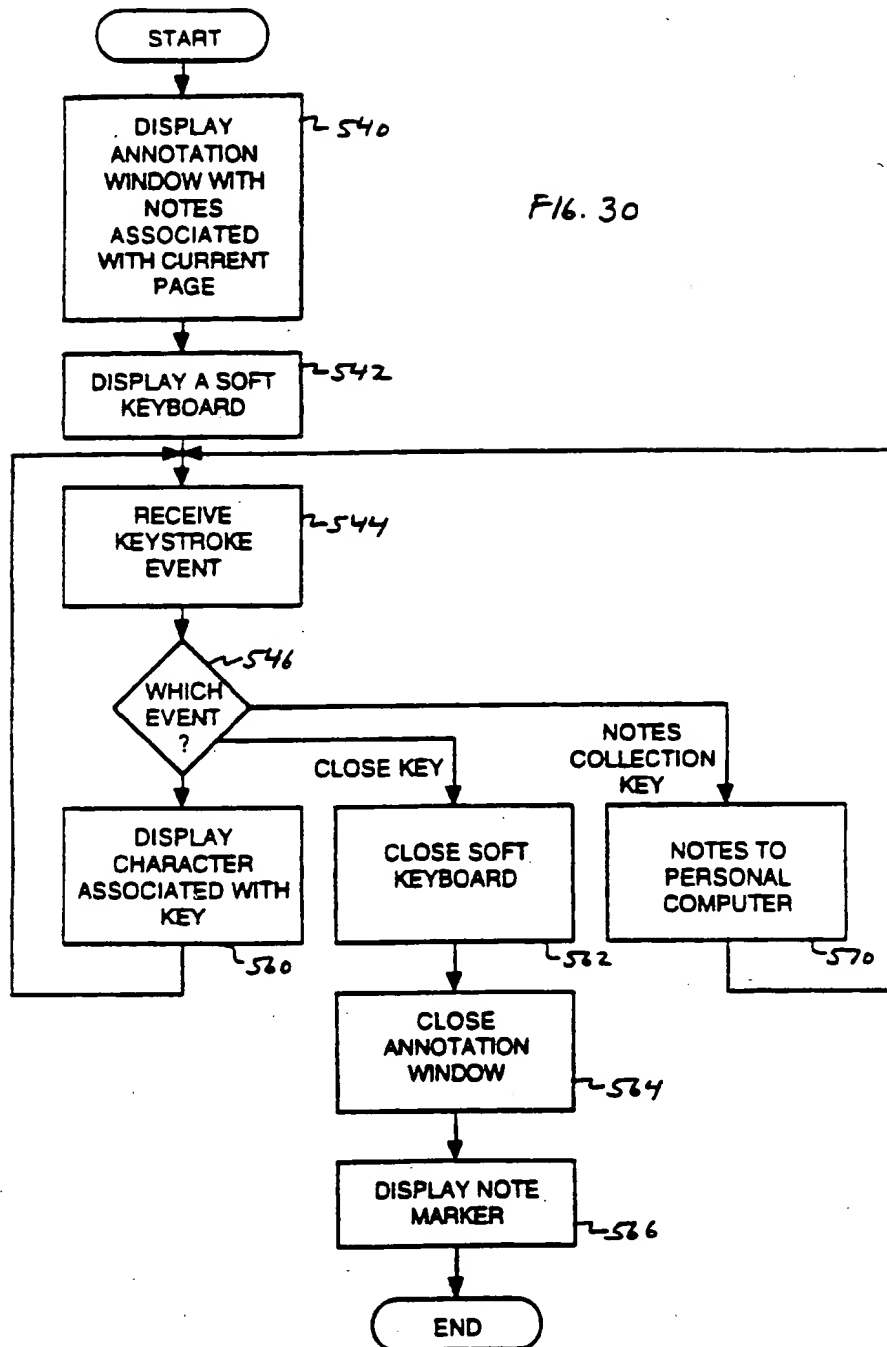 START
DISPLAY
ANNOTATION
WINDOW WITH
NOTES
ASSOCIATED
WITH CURRENT
PAGE
540
FIG. 30
DISPLAY A SOFT
KEYBOARD
542
RECEIVE
KEYSTROKE
EVENT
544
WHICH
EVENT
?
546
CLOSE KEY
NOTES
COLLECTION
KEY
DISPLAY
CHARACTER
ASSOCIATED WITH
KEY
560
CLOSE SOFT
KEYBOARD
562
NOTES TO
PERSONAL
COMPUTER
570
CLOSE
ANNOTATION
WINDOW
564
DISPLAY NOTE
MARKER
566
END